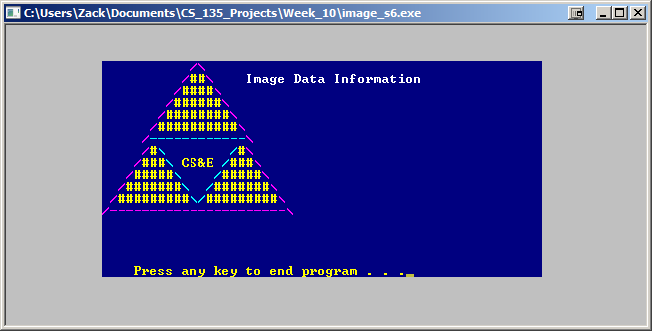 C:\Users\Zack\Documents\CS_135_Projects\Week_10\image_s6.exe
/\
/##\ Image Data Information
/####\
/######\
/########\
/##########\
/------------\
/#\ /#\
/###\ CS&E /###\
/#####\ /#####\
/#######\ /#######\
/#########\/#########\
/----------------------\
Press any key to end program . . ._